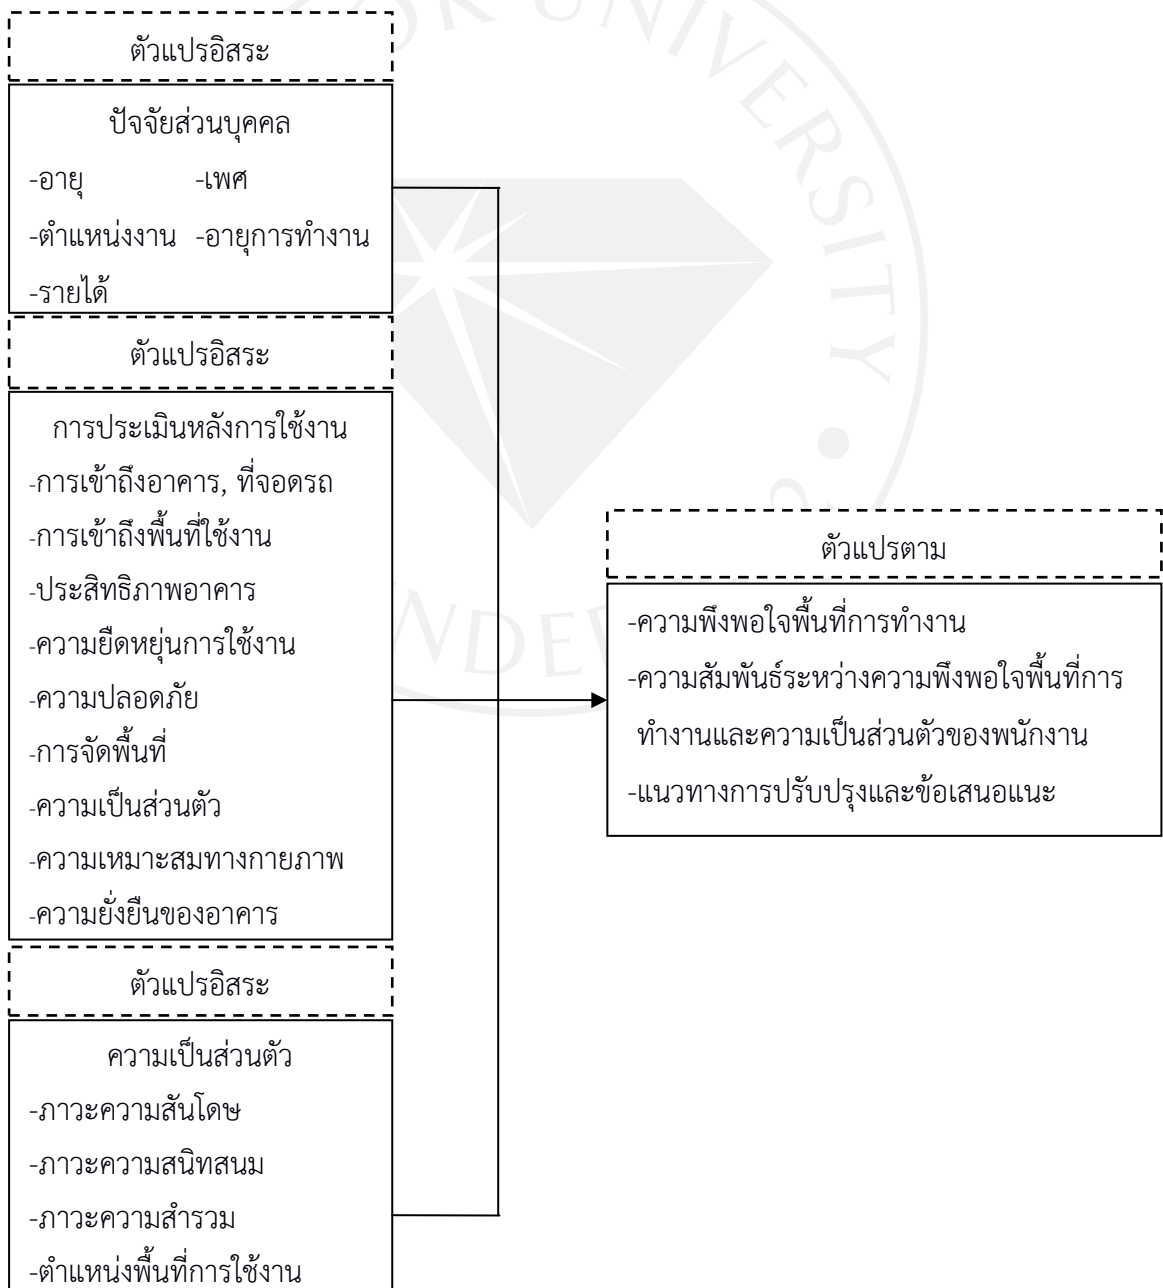 ตัวแปรอิสระ
ปัจจัยส่วนบุคคล
-อายุ -เพศ
-ตำแหน่งงาน -อายุการทำงาน
-รายได้
ตัวแปรอิสระ
การประเมินหลังการใช้งาน
-การเข้าถึงอาคาร, ที่จอดรถ
-การเข้าถึงพื้นที่ใช้งาน
-ประสิทธิภาพอาคาร
-ความยืดหยุ่นการใช้งาน
-ความปลอดภัย
-การจัดพื้นที่
-ความเป็นส่วนตัว
-ความเหมาะสมทางกายภาพ
-ความยั่งยืนของอาคาร
ตัวแปรอิสระ
ความเป็นส่วนตัว
-ภาวะความสันโดษ
-ภาวะความสนิทสนม
-ภาวะความสำรวม
-ตำแหน่งพื้นที่การใช้งาน
ตัวแปรตาม
-ความพึงพอใจพื้นที่การทำงาน
-ความสัมพันธ์ระหว่างความพึงพอใจพื้นที่การ
ทำงานและความเป็นส่วนตัวของพนักงาน
-แนวทางการปรับปรุงและข้อเสนอแนะ
UNIVERSITY